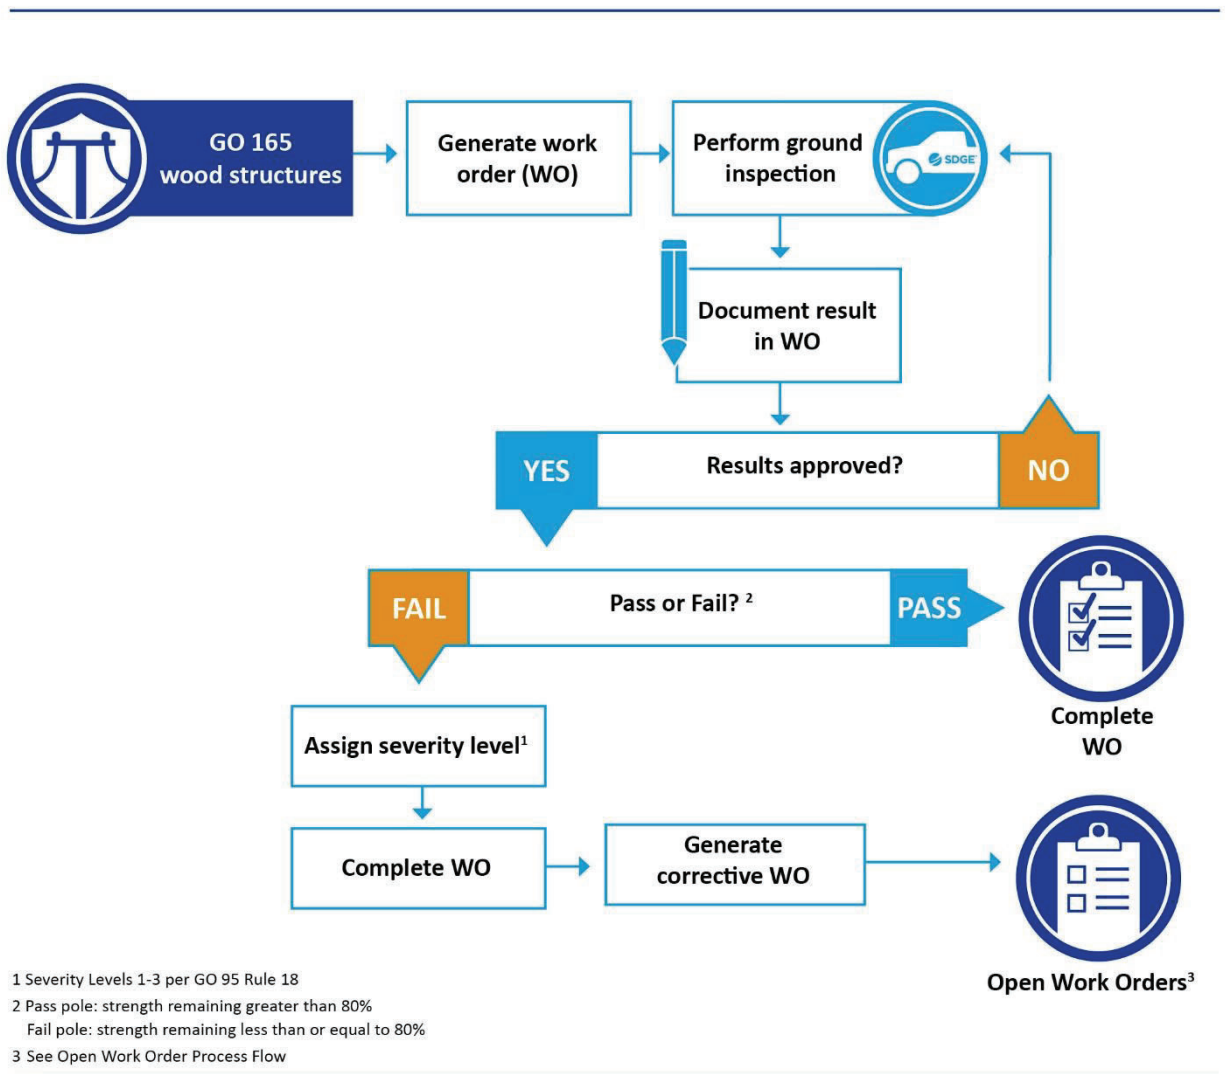 GO 165
wood structures
Generate work
order (WO)
Perform ground
inspection
SDGE
Document result
in WO
YES
Results approved?
NO
FAIL
Pass or Fail? 2
PASS
Complete
WO
Assign severity level1
Complete WO
Generate
corrective WO
Open Work Orders3
1 Severity Levels 1-3 per GO 95 Rule 18
2 Pass pole: strength remaining greater than 80%
Fail pole: strength remaining less than or equal to 80%
3 See Open Work Order Process Flow